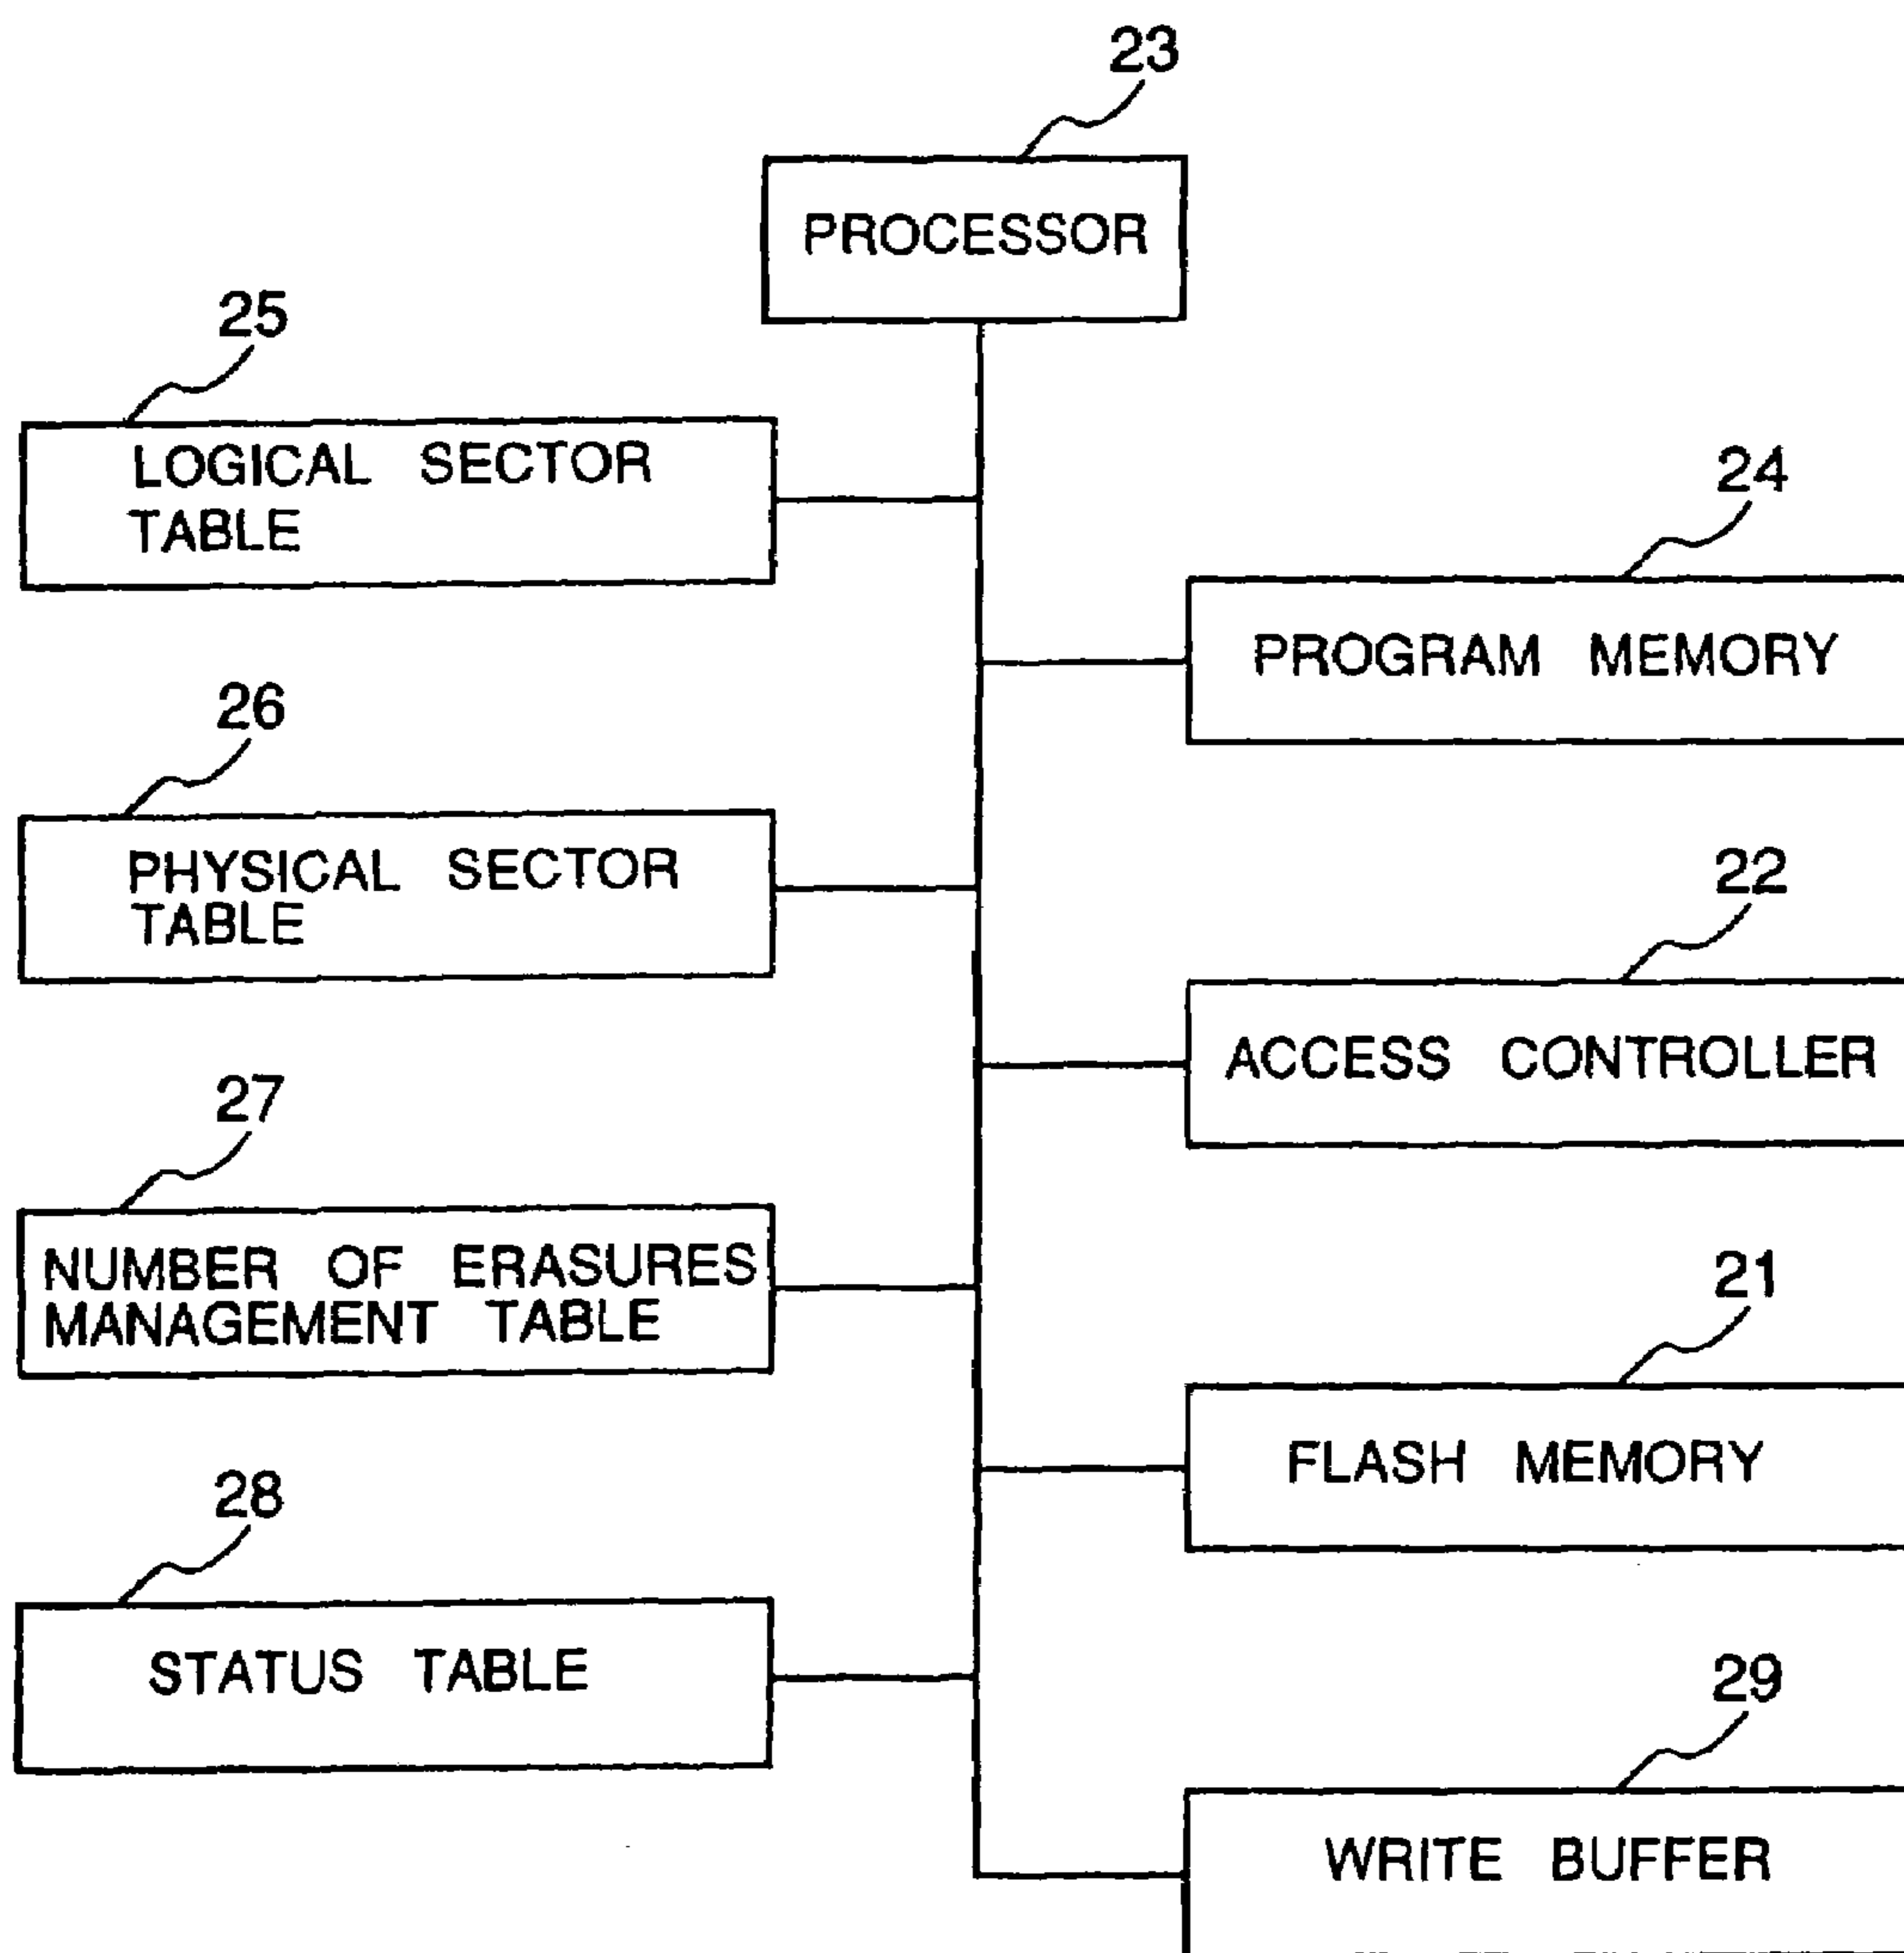 23
PROCESSOR
25
LOGICAL SECTOR
TABLE
24
PROGRAM MEMORY
26
PHYSICAL SECTOR
TABLE
22
ACCESS CONTROLLER
27
NUMBER OF ERASURES
MANAGEMENT TABLE
21
FLASH MEMORY
28
STATUS TABLE
29
WRITE BUFFER